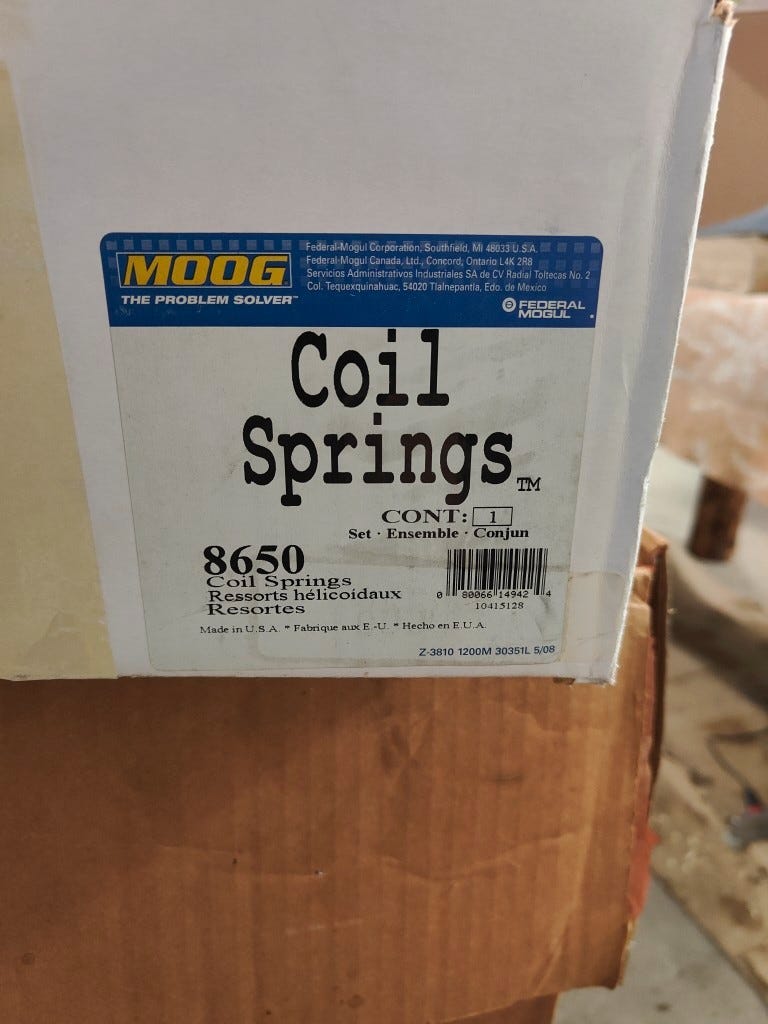 MOOG
THE PROBLEM SOLVER™
Federal-Mogul Corporation, Southfield, MI 48033 U.S.A.
Federal-Mogul Canada, Ltd., Concord, Ontario L4K 2R8
Servicios Administrativos Industriales SA de CV Radial Toltecas No. 2
Col. Tequexquinahuac, 54020 Tlalnepantla, Edo. de Mexico
FEDERAL
MOGUL
Coil
Springs™
CONT: 1
Set · Ensemble · Conjun
8650
Coil Springs
Ressorts hélicoídaux
Resortes
0 80066 14942 4
10415128
Made in U.S.A. * Fabrique aux E.-U. * Hecho en E.U.A.
Z-3810 1200M 30351L 5/08